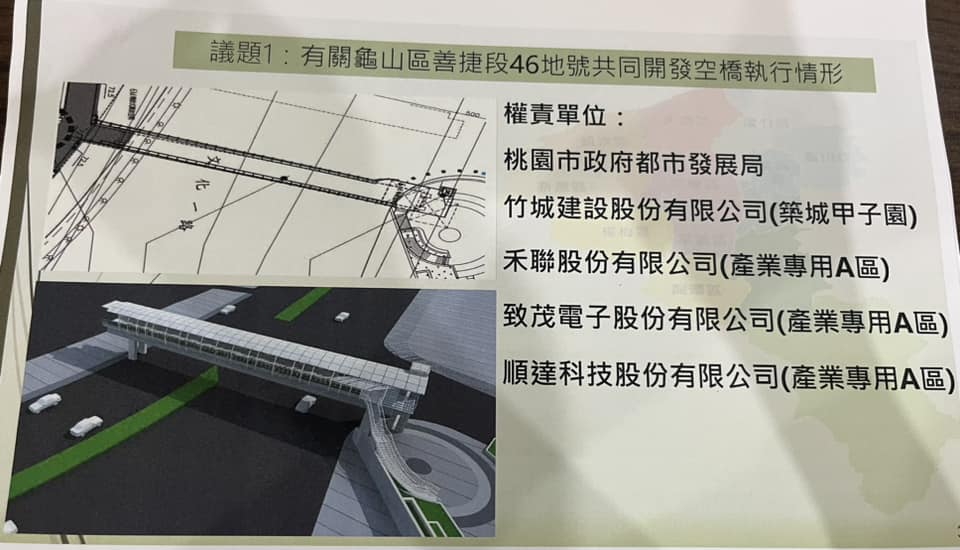 議題1：有關龜山區善捷段46地號共同開發空橋執行情形
權責單位：
桃園市政府都市發展局
竹城建設股份有限公司(築城甲子園)
禾聯股份有限公司(產業專用A區)
致茂電子股份有限公司(產業專用A區)
順達科技股份有限公司(產業專用A區)
文化一路